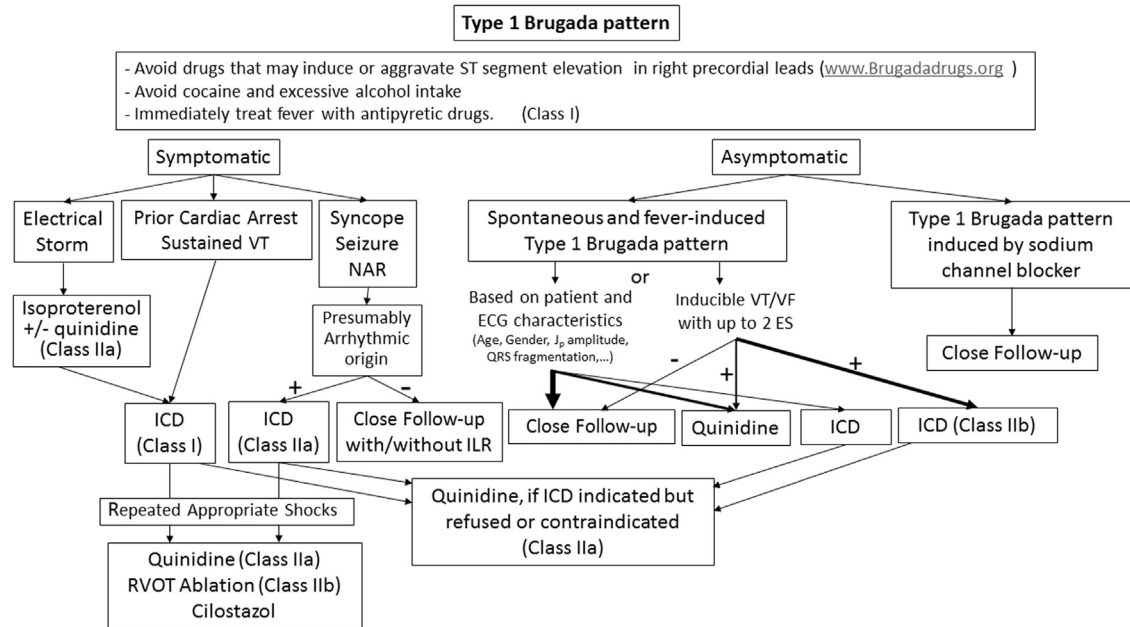 Type 1 Brugada pattern
- Avoid drugs that may induce or aggravate ST segment elevation in right precordial leads (www.Brugadadrugs.org )
- Avoid cocaine and excessive alcohol intake
- Immediately treat fever with antipyretic drugs. (Class I)
Symptomatic
Asymptomatic
Electrical
Storm
Prior Cardiac Arrest
Sustained VT
Syncope
Seizure
NAR
Spontaneous and fever-induced
Type 1 Brugada pattern
Type 1 Brugada pattern
induced by sodium
channel blocker
or
Isoproterenol
+/- quinidine
(Class IIa)
Presumably
Arrhythmic
origin
Based on patient and
ECG characteristics
(Age, Gender, Jp amplitude,
QRS fragmentation,...)
Inducible VT/VF
with up to 2 ES
Close Follow-up
+
-
-
+
+
ICD
(Class I)
ICD
(Class IIa)
Close Follow-up
with/without ILR
Close Follow-up
Quinidine
ICD
ICD (Class IIb)
Repeated Appropriate Shocks
Quinidine, if ICD indicated but
refused or contraindicated
(Class IIa)
Quinidine (Class IIa)
RVOT Ablation (Class IIb)
Cilostazol